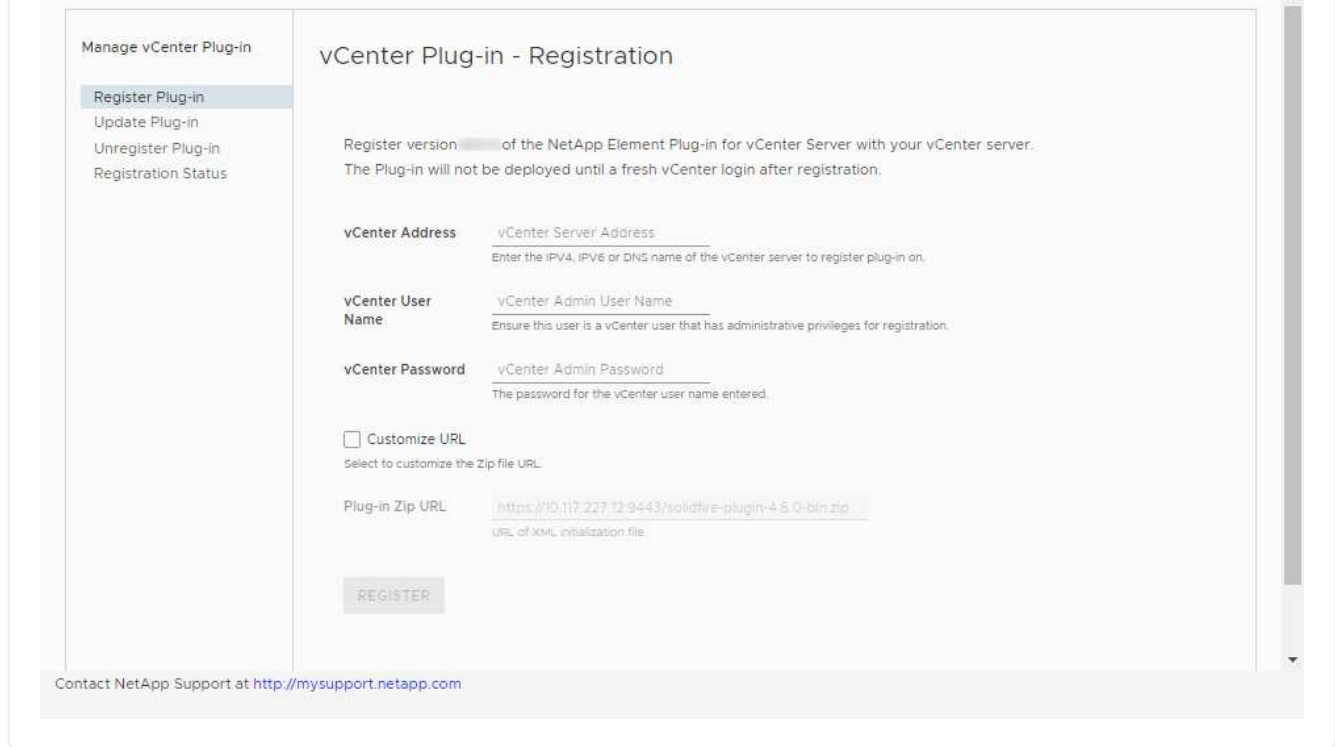 Manage vCenter Plug-in
Register Plug-in
Update Plug-in
Unregister Plug-in
Registration Status
vCenter Plug-in - Registration
Register version of the NetApp Element Plug-in for vCenter Server with your vCenter server.
The Plug-in will not be deployed until a fresh vCenter login after registration.
vCenter Address
vCenter Server Address
Enter the IPV4, IPV6 or DNS name of the vCenter server to register plug-in on.
vCenter User
Name
vCenter Admin User Name
Ensure this user is a vCenter user that has administrative privileges for registration.
vCenter Password
vCenter Admin Password
The password for the vCenter user name entered.
Customize URL
Select to customize the Zip file URL.
Plug-in Zip URL
https://10.117.227.12:9443/solidfire-plugin-4.6.0-bin.zip
URL of XML initialization file
REGISTER
Contact NetApp Support at http://mysupport.netapp.com